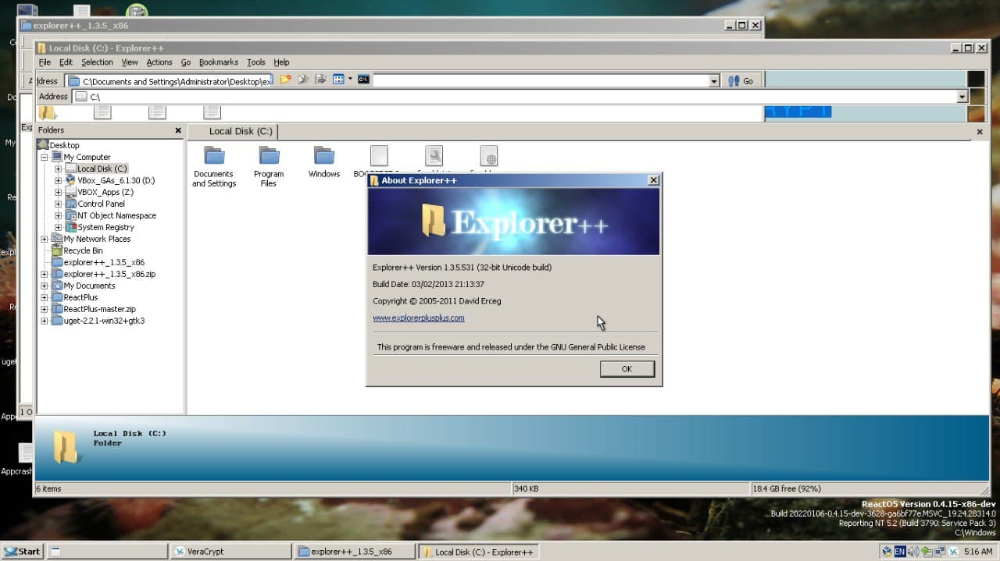 explorer++_1.3.5_x86
Local Disk (C:) - Explorer++
File Edit Selection View Actions Go Bookmarks Tools Help
ddress C:\Documents and Settings\Administrator\Desktop\ex Go
Address C:\
Folders
Local Disk (C:)
Desktop
My Computer
Local Disk (C:)
VBox_GAs_6.1.30 (D:)
VBOX_Apps (Z:)
Control Panel
NT Object Namespace
System Registry
My Network Places
Recycle Bin
explorer++_1.3.5_x86
explorer++_1.3.5_x86.zip
My Documents
ReactPlus
ReactPlus-master.zip
uget-2.2.1-win32+gtk3
Documents and Settings
Program Files
Windows
About Explorer++
Explorer++
Explorer++ Version 1.3.5.531 (32-bit Unicode build)
Build Date: 03/02/2013 21:13:37
Copyright © 2005-2011 David Erceg
www.explorerplusplus.com
This program is freeware and released under the GNU General Public License
OK
Local Disk (C:)
Folder
6 items 340 KB 18.4 GB free (92%)
Appcrash
ReactOS Version 0.4.15-x86-dev
Build 20220106-0.4.15-dev-3628-ga6bf77e.MSVC_19.24.28314.0
Reporting NT 5.2 (Build 3790: Service Pack 3)
C:\Windows
Start VeraCrypt explorer++_1.3.5_x86 Local Disk (C:) - Explorer++ EN 5:16 AM